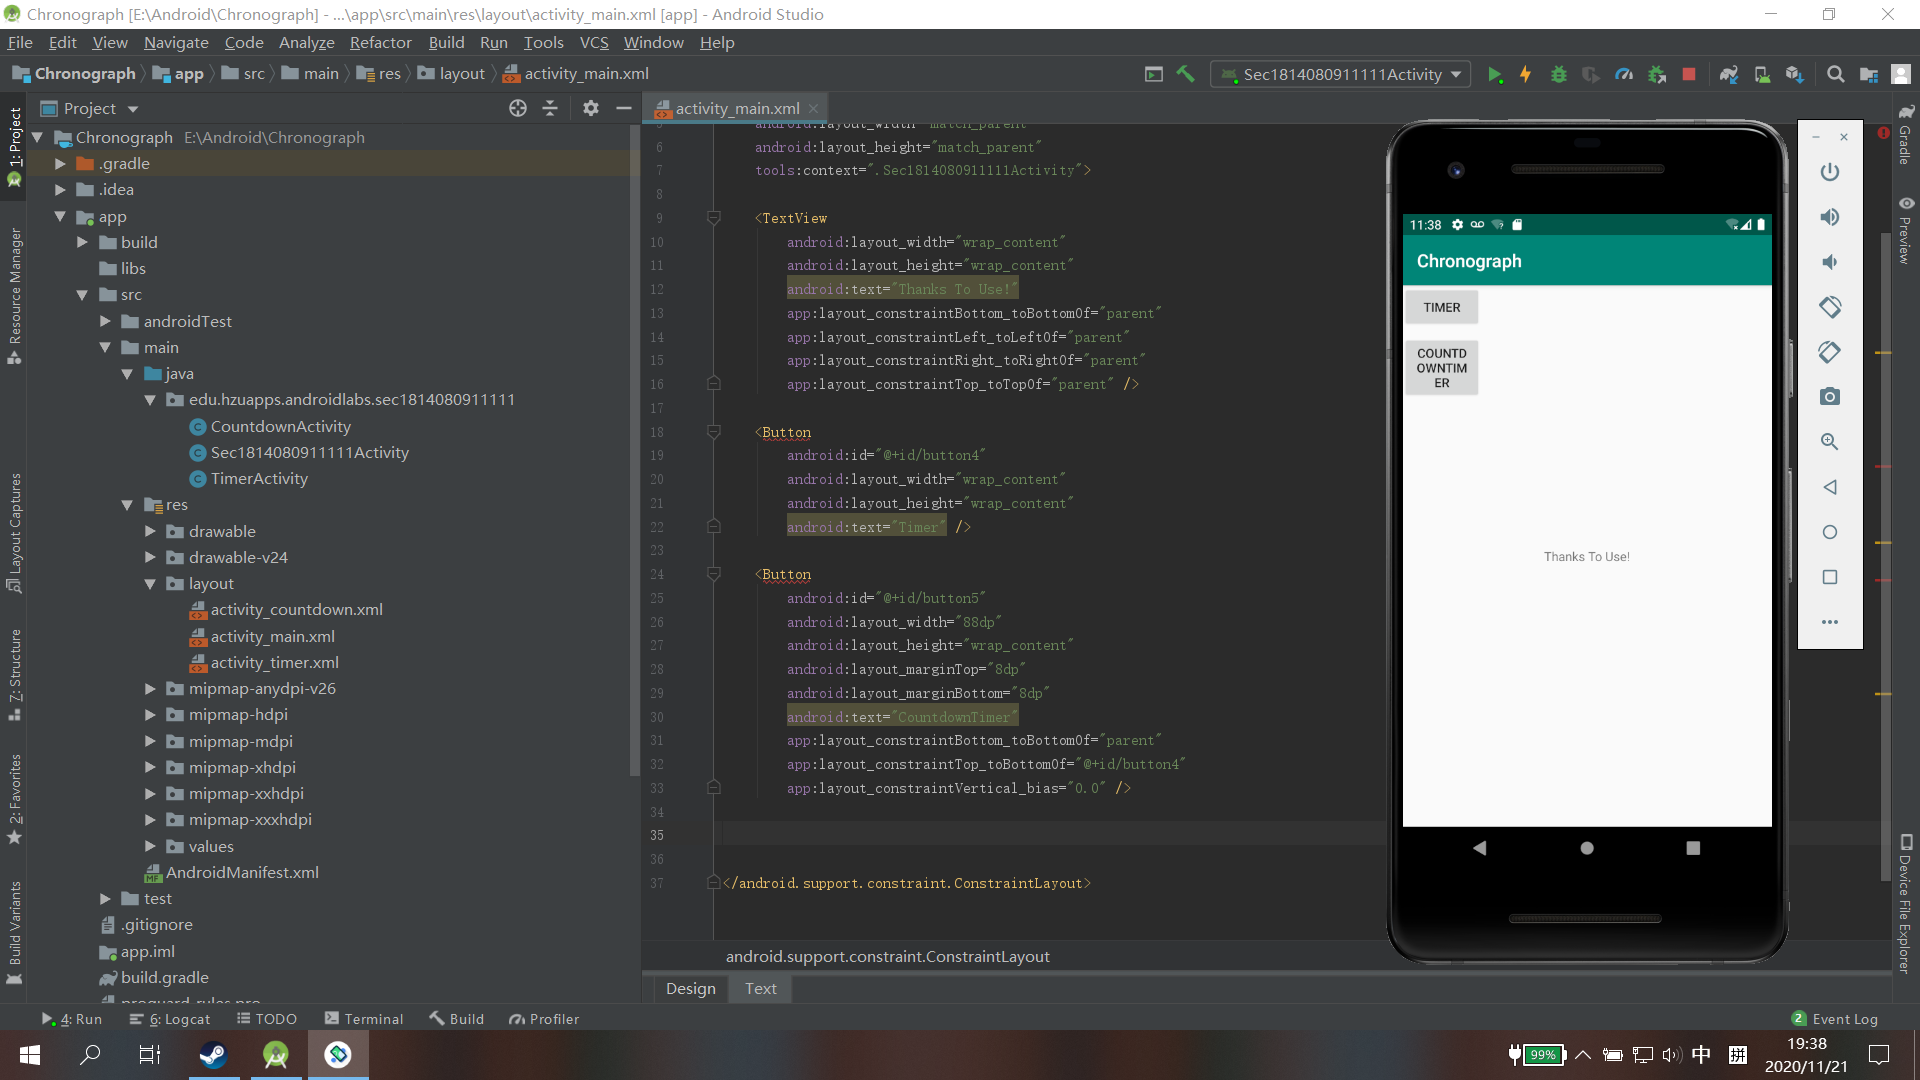 Chronograph [E:\Android\Chronograph] - ...\app\src\main\res\layout\activity_main.xml [app] - Android Studio
File Edit View Navigate Code Analyze Refactor Build Run Tools VCS Window Help
Chronograph app src main res layout activity_main.xml
Sec1814080911111Activity
Project
activity_main.xml
1: Project
Resource Manager
Layout Captures
Z: Structure
2: Favorites
Build Variants
Chronograph E:\Android\Chronograph
.gradle
.idea
app
build
libs
src
androidTest
main
java
edu.hzuapps.androidlabs.sec1814080911111
CountdownActivity
Sec1814080911111Activity
TimerActivity
res
drawable
drawable-v24
layout
activity_countdown.xml
activity_main.xml
activity_timer.xml
mipmap-anydpi-v26
mipmap-hdpi
mipmap-mdpi
mipmap-xhdpi
mipmap-xxhdpi
mipmap-xxxhdpi
values
AndroidManifest.xml
test
.gitignore
app.iml
build.gradle
proguard-rules.pro
5 android:layout_width="match_parent"
6 android:layout_height="match_parent"
7 tools:context=".Sec1814080911111Activity">
8
9 <TextView
10 android:layout_width="wrap_content"
11 android:layout_height="wrap_content"
12 android:text="Thanks To Use!"
13 app:layout_constraintBottom_toBottomOf="parent"
14 app:layout_constraintLeft_toLeftOf="parent"
15 app:layout_constraintRight_toRightOf="parent"
16 app:layout_constraintTop_toTopOf="parent" />
17
18 <Button
19 android:id="@+id/button4"
20 android:layout_width="wrap_content"
21 android:layout_height="wrap_content"
22 android:text="Timer" />
23
24 <Button
25 android:id="@+id/button5"
26 android:layout_width="88dp"
27 android:layout_height="wrap_content"
28 android:layout_marginTop="8dp"
29 android:layout_marginBottom="8dp"
30 android:text="CountdownTimer"
31 app:layout_constraintBottom_toBottomOf="parent"
32 app:layout_constraintTop_toBottomOf="@+id/button4"
33 app:layout_constraintVertical_bias="0.0" />
34
35
36
37 </android.support.constraint.ConstraintLayout>
android.support.constraint.ConstraintLayout
Design Text
11:38
Chronograph
TIMER
COUNTD
OWNTIM
ER
Thanks To Use!
Gradle
Preview
Device File Explorer
4: Run 6: Logcat TODO Terminal Build Profiler
2 Event Log
99% 中 拼
19:38
2020/11/21